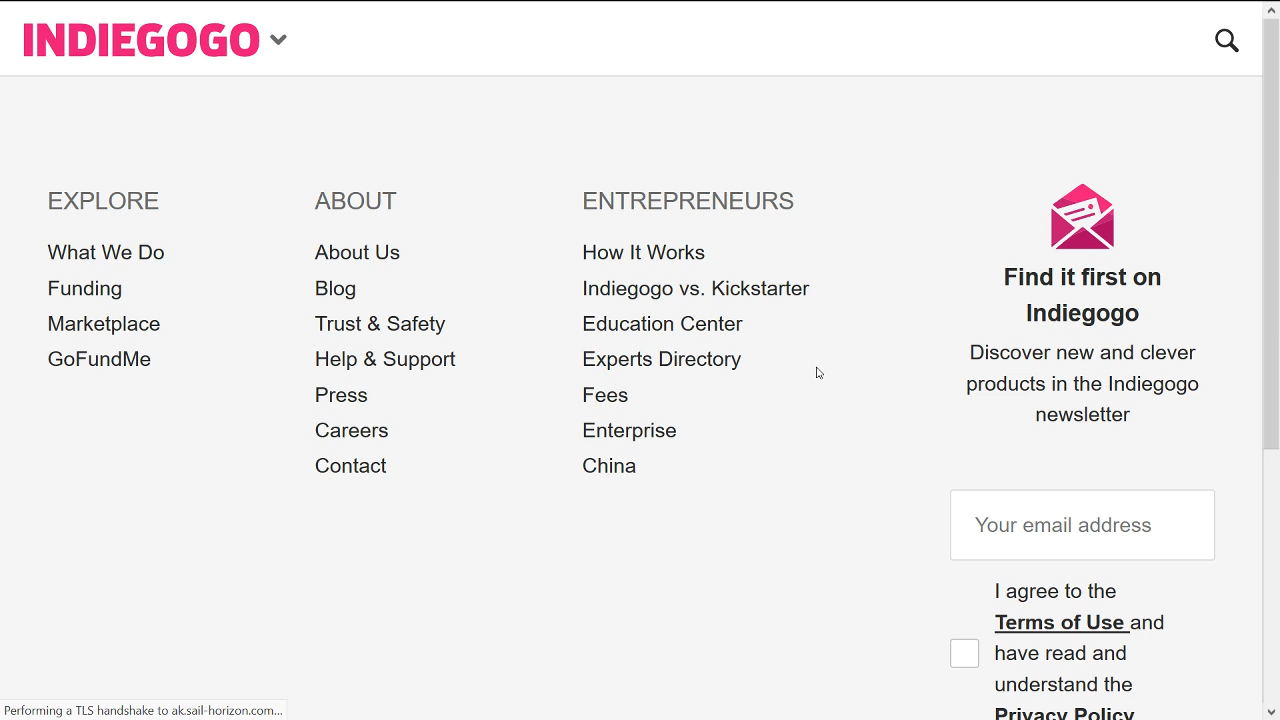 INDIEGOGO
EXPLORE
What We Do
Funding
Marketplace
GoFundMe
ABOUT
About Us
Blog
Trust & Safety
Help & Support
Press
Careers
Contact
ENTREPRENEURS
How It Works
Indiegogo vs. Kickstarter
Education Center
Experts Directory
Fees
Enterprise
China
Find it first on
Indiegogo
Discover new and clever
products in the Indiegogo
newsletter
Your email address
I agree to the
Terms of Use and
have read and
understand the
Privacy Policy
Performing a TLS handshake to ak.sail-horizon.com...